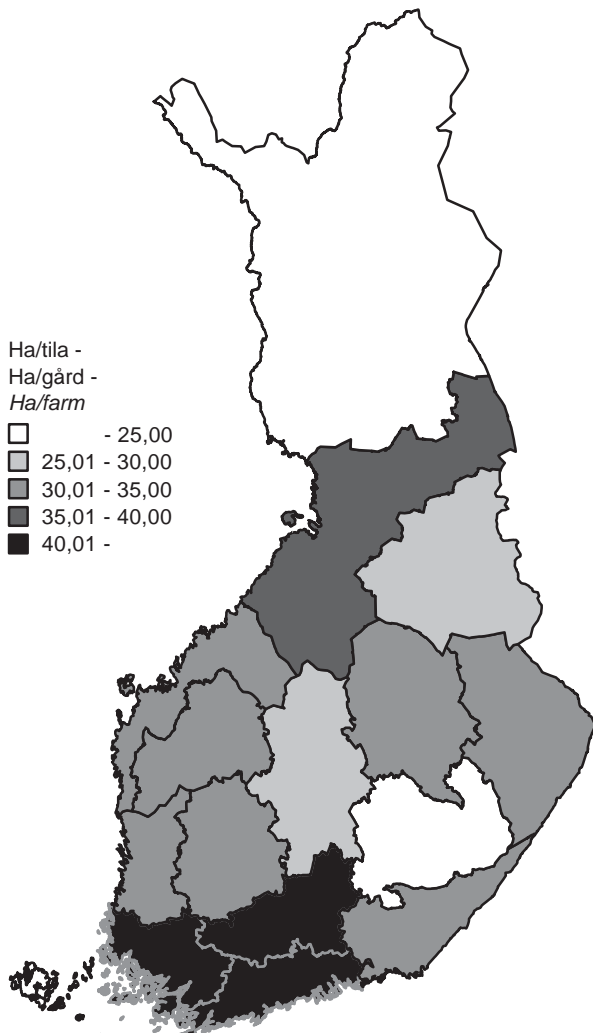 Ha/tila -
Ha/gård -
Ha/farm
- 25,00
25,01 - 30,00
30,01 - 35,00
35,01 - 40,00
40,01 -